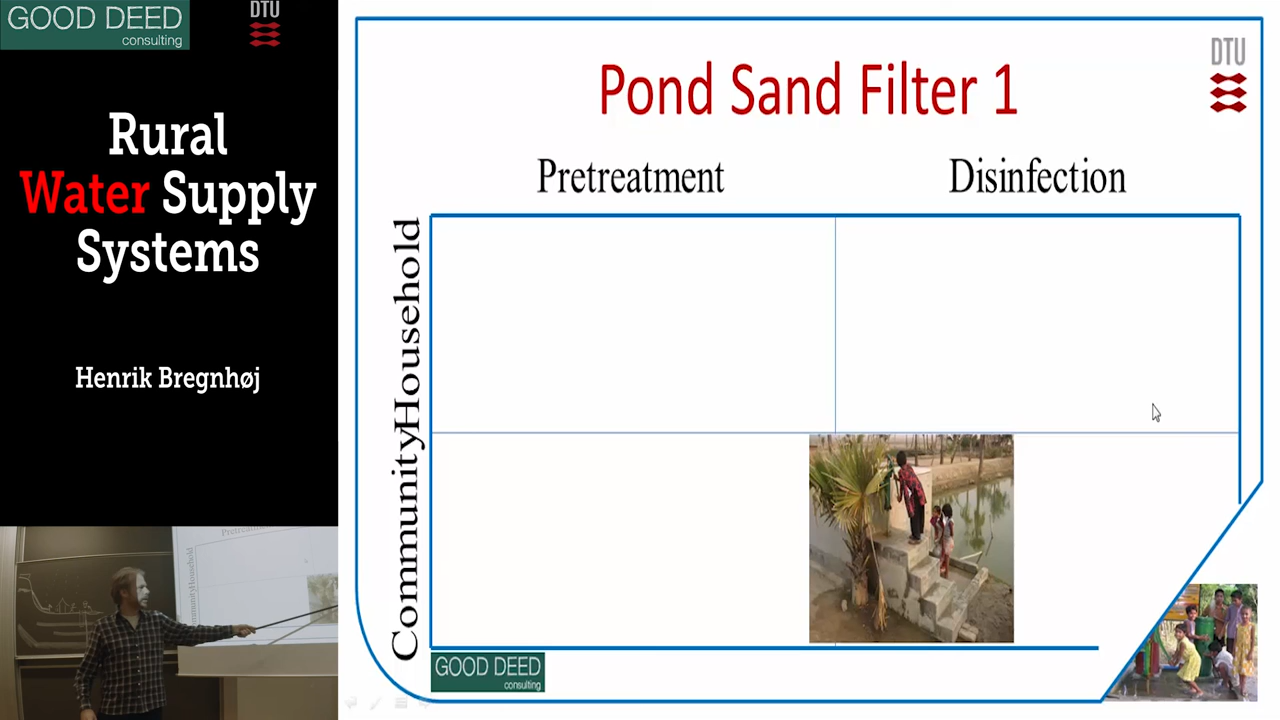 GOOD DEED
consulting
DTU
Rural
Water Supply
Systems
Henrik Bregnhøj
Pond Sand Filter 1
DTU
Pretreatment
Disinfection
Household
Community
GOOD DEED
consulting
Pretreatment